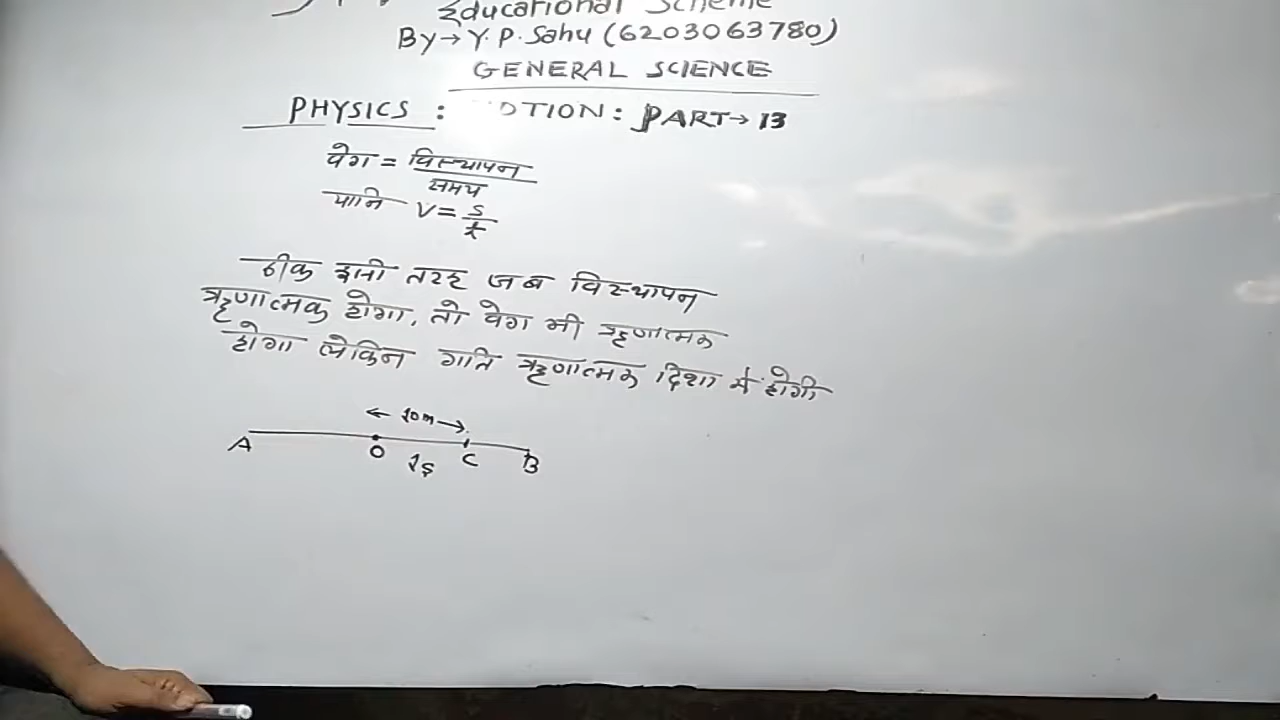 Educational Scheme
By → Y. P. Sahu (6203063780)
GENERAL SCIENCE
PHYSICS : OTION: PART → 13
वेग = विस्थापन
समय
यानि V = s
t
ठीक इसी तरह जब विस्थापन
ऋणात्मक होगा, तो वेग भी ऋणात्मक
होगा लेकिन गति ऋणात्मक दिशा में होगी
← 10m →
A O C B
1s